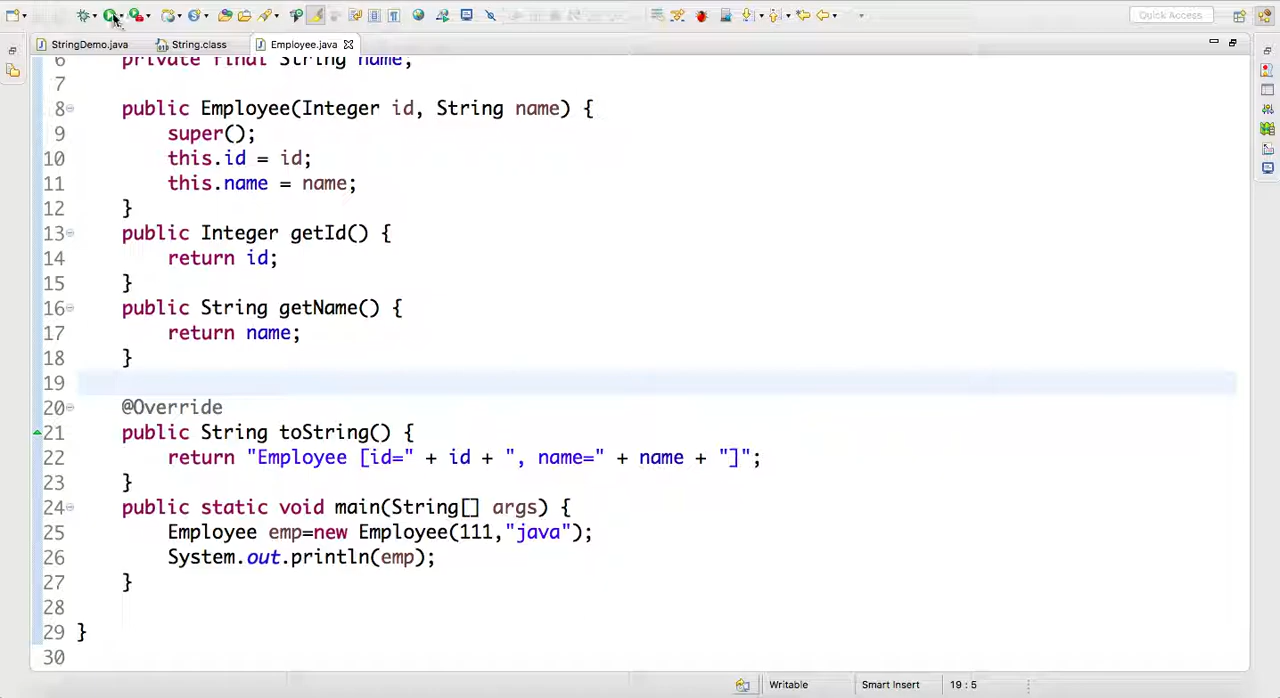 Quick Access
StringDemo.java
String.class
Employee.java
6 private final String name;
7
8 public Employee(Integer id, String name) {
9 super();
10 this.id = id;
11 this.name = name;
12 }
13 public Integer getId() {
14 return id;
15 }
16 public String getName() {
17 return name;
18 }
19
20 @Override
21 public String toString() {
22 return "Employee [id=" + id + ", name=" + name + "]";
23 }
24 public static void main(String[] args) {
25 Employee emp=new Employee(111,"java");
26 System.out.println(emp);
27 }
28
29 }
30
Writable
Smart Insert
19 : 5